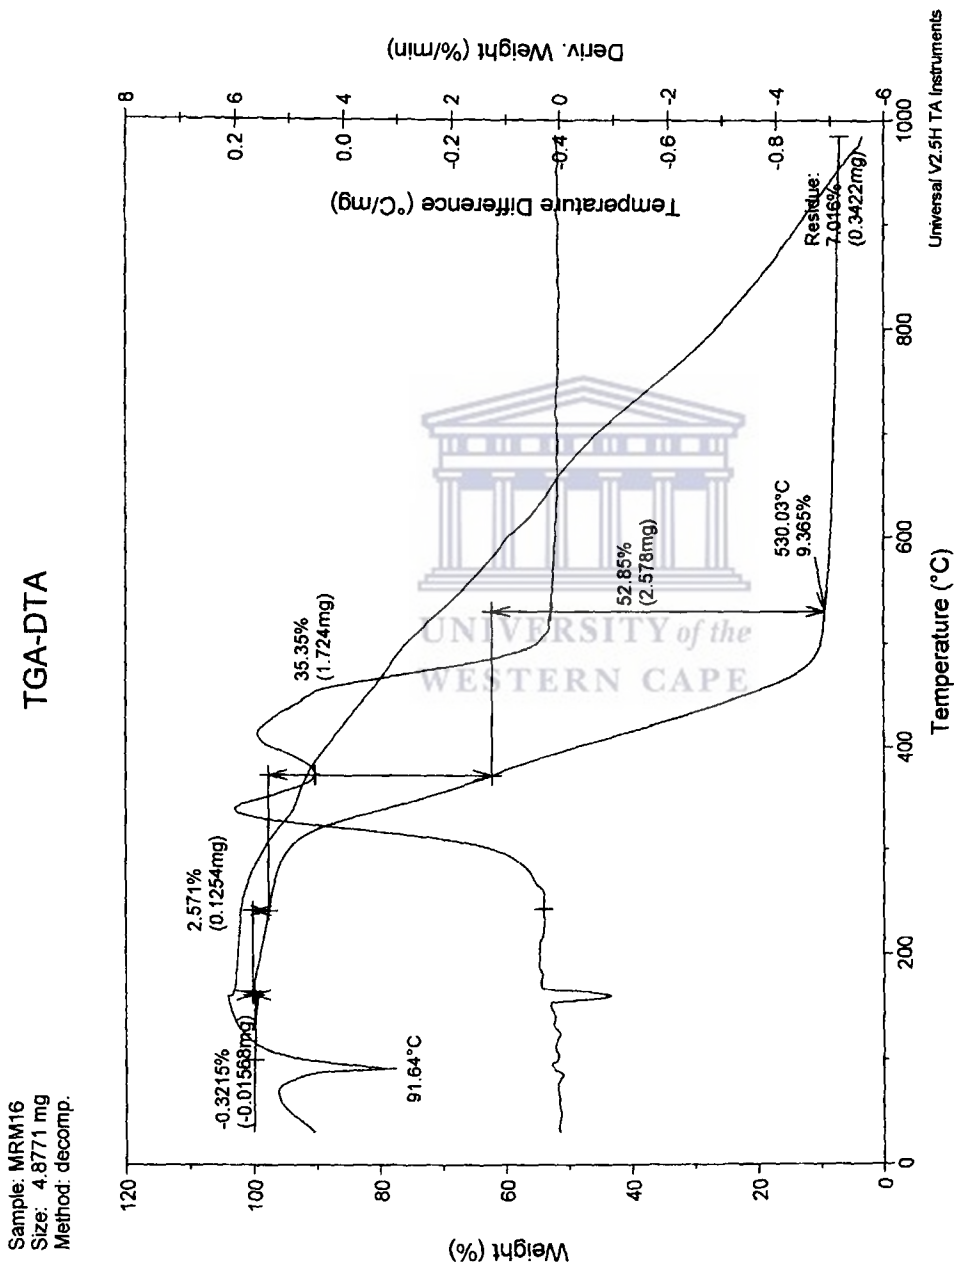 Sample: MRM16
Size: 4.8771 mg
Method: decomp.
TGA-DTA
120
100
80
60
40
20
0
Weight (%)
-0.3215%
(-0.01568mg)
2.571%
(0.1254mg)
91.64°C
35.35%
(1.724mg)
52.85%
(2.578mg)
530.03°C
9.365%
Residue:
7.016%
(0.3422mg)
UNIVERSITY of the
WESTERN CAPE
0.2
0.0
-0.2
-0.4
-0.6
-0.8
Temperature Difference (°C/mg)
8
6
4
2
0
-2
-4
-6
Deriv. Weight (%/min)
0
200
400
600
800
1000
Temperature (°C)
Universal V2.5H TA Instruments